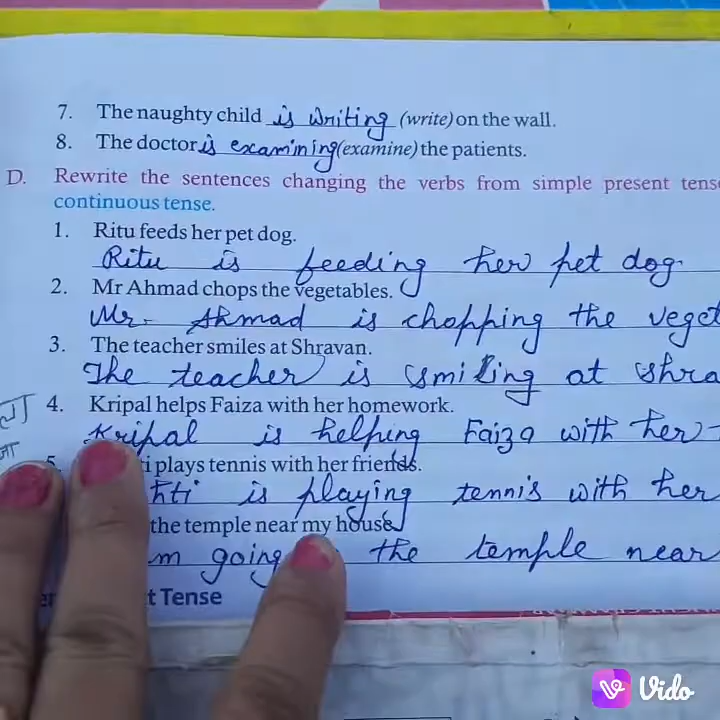 7. The naughty child is writing (write) on the wall.
8. The doctor is examining (examine) the patients.
D. Rewrite the sentences changing the verbs from simple present tens
continuous tense.
1. Ritu feeds her pet dog.
Ritu is feeding her pet dog.
2. Mr Ahmad chops the vegetables.
Mr. Ahmad is chopping the veget
3. The teacher smiles at Shravan.
The teacher is smiling at Shra
4. Kripal helps Faiza with her homework.
Kripal is helping Faiza with her
5. ti plays tennis with her friends.
is playing tennis with her
the temple near my house
m going the temple near
t Tense
Vido